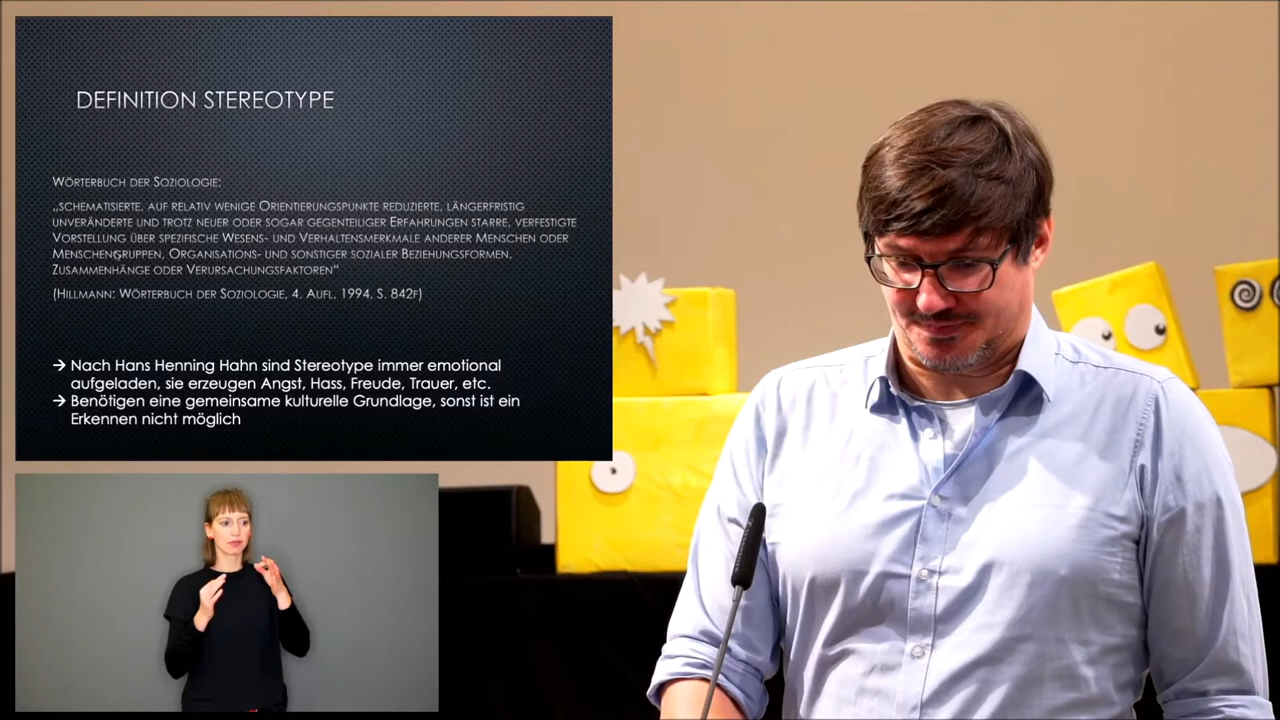 DEFINITION STEREOTYPE
WÖRTERBUCH DER SOZIOLOGIE:
„SCHEMATISIERTE, AUF RELATIV WENIGE ORIENTIERUNGSPUNKTE REDUZIERTE, LÄNGERFRISTIG
UNVERÄNDERTE UND TROTZ NEUER ODER SOGAR GEGENTEILIGER ERFAHRUNGEN STARRE, VERFESTIGTE
VORSTELLUNG ÜBER SPEZIFISCHE WESENS- UND VERHALTENSMERKMALE ANDERER MENSCHEN ODER
MENSCHENGRUPPEN, ORGANISATIONS- UND SONSTIGER SOZIALER BEZIEHUNGSFORMEN,
ZUSAMMENHÄNGE ODER VERURSACHUNGSFAKTOREN“
(HILLMANN: WÖRTERBUCH DER SOZIOLOGIE, 4. AUFL, 1994, S. 842F)
→ Nach Hans Henning Hahn sind Stereotype immer emotional
aufgeladen, sie erzeugen Angst, Hass, Freude, Trauer, etc.
→ Benötigen eine gemeinsame kulturelle Grundlage, sonst ist ein
Erkennen nicht möglich